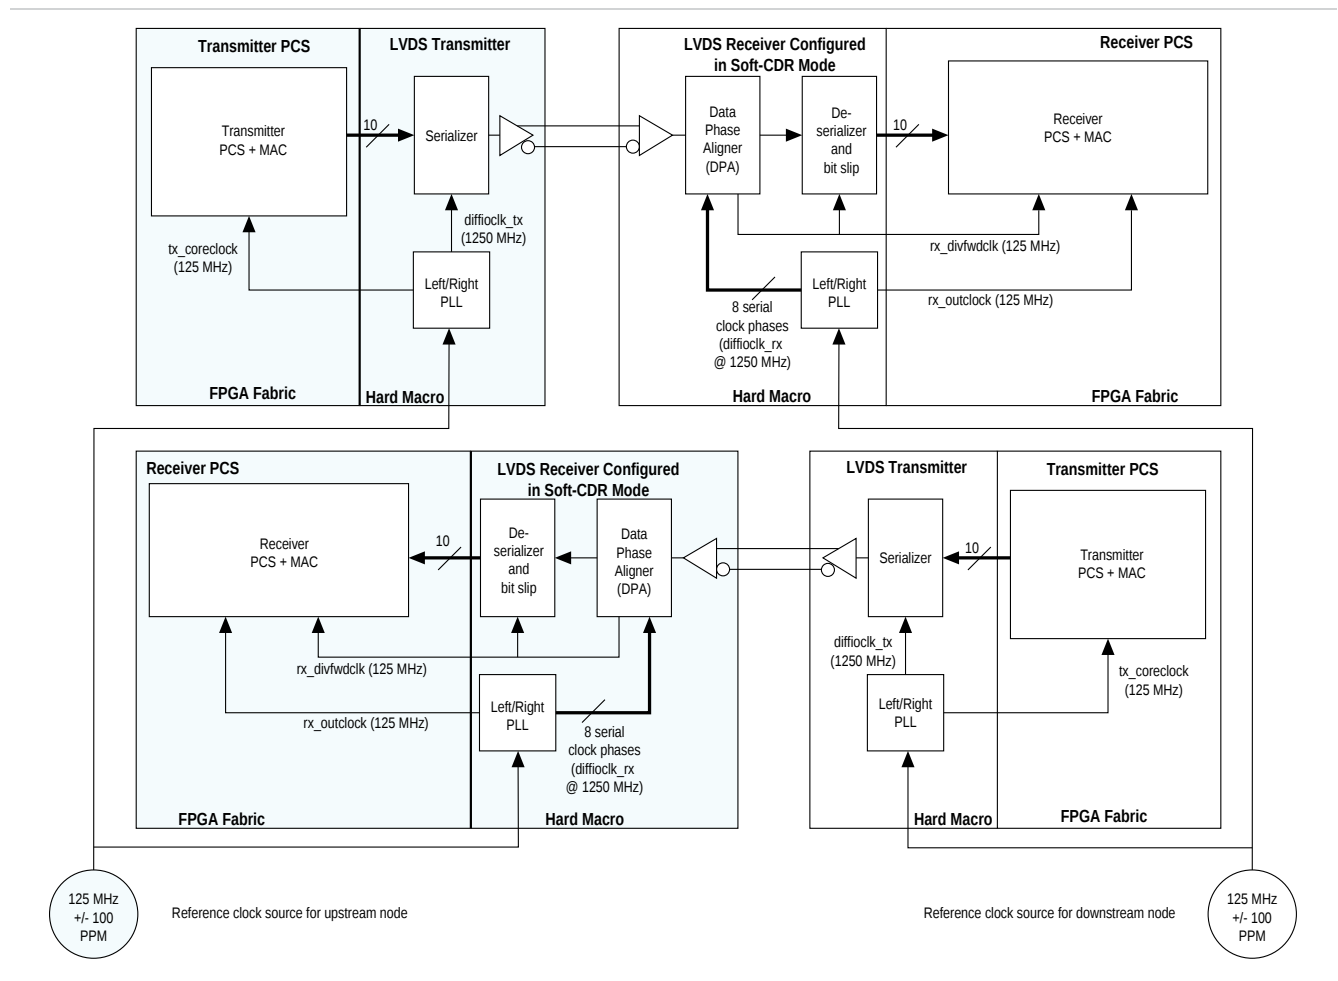 Transmitter PCS
LVDS Transmitter
Transmitter
PCS + MAC
10
Serializer
tx_coreclock
(125 MHz)
diffioclk_tx
(1250 MHz)
Left/Right
PLL
FPGA Fabric
Hard Macro
LVDS Receiver Configured
in Soft-CDR Mode
Receiver PCS
Data
Phase
Aligner
(DPA)
De-
serializer
and
bit slip
10
Receiver
PCS + MAC
rx_divfwdclk (125 MHz)
Left/Right
PLL
rx_outclock (125 MHz)
8 serial
clock phases
(diffioclk_rx
@ 1250 MHz)
Hard Macro
FPGA Fabric
Receiver PCS
LVDS Receiver Configured
in Soft-CDR Mode
Receiver
PCS + MAC
10
De-
serializer
and
bit slip
Data
Phase
Aligner
(DPA)
rx_divfwdclk (125 MHz)
rx_outclock (125 MHz)
Left/Right
PLL
8 serial
clock phases
(diffioclk_rx
@ 1250 MHz)
FPGA Fabric
Hard Macro
LVDS Transmitter
Transmitter PCS
Serializer
10
Transmitter
PCS + MAC
diffioclk_tx
(1250 MHz)
tx_coreclock
(125 MHz)
Left/Right
PLL
Hard Macro
FPGA Fabric
125 MHz
+/- 100
PPM
Reference clock source for upstream node
Reference clock source for downstream node
125 MHz
+/- 100
PPM